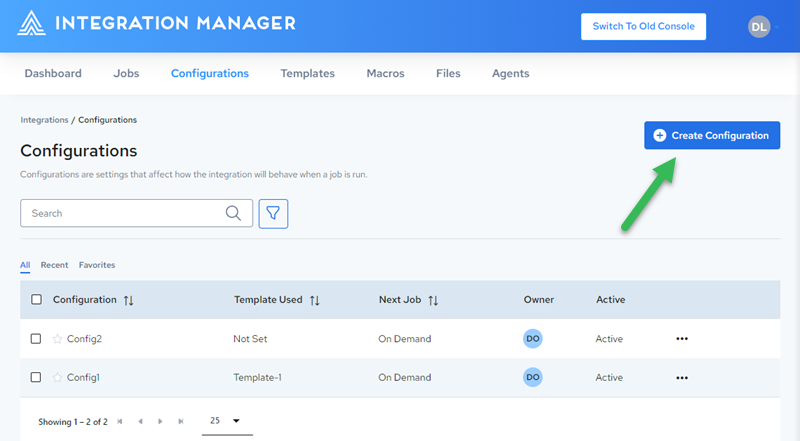 INTEGRATION MANAGER
Switch To Old Console
DL
Dashboard Jobs Configurations Templates Macros Files Agents
Integrations / Configurations
Create Configuration
Configurations
Configurations are settings that affect how the integration will behave when a job is run.
Search
All Recent Favorites
Configuration Template Used Next Job Owner Active
Config2 Not Set On Demand DO Active
Config1 Template-1 On Demand DO Active
Showing 1 – 2 of 2 25